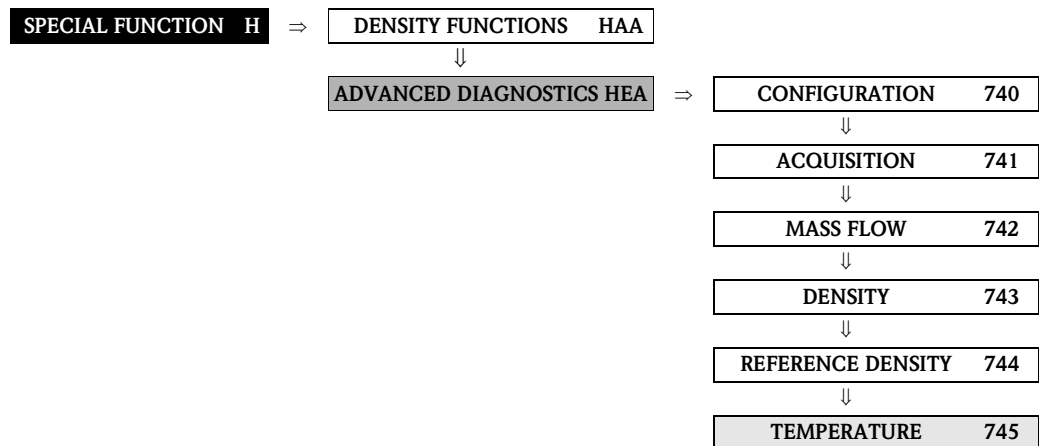 SPECIAL FUNCTION H ⇒ DENSITY FUNCTIONS HAA
⇓
ADVANCED DIAGNOSTICS HEA ⇒ CONFIGURATION 740
⇓
ACQUISITION 741
⇓
MASS FLOW 742
⇓
DENSITY 743
⇓
REFERENCE DENSITY 744
⇓
TEMPERATURE 745